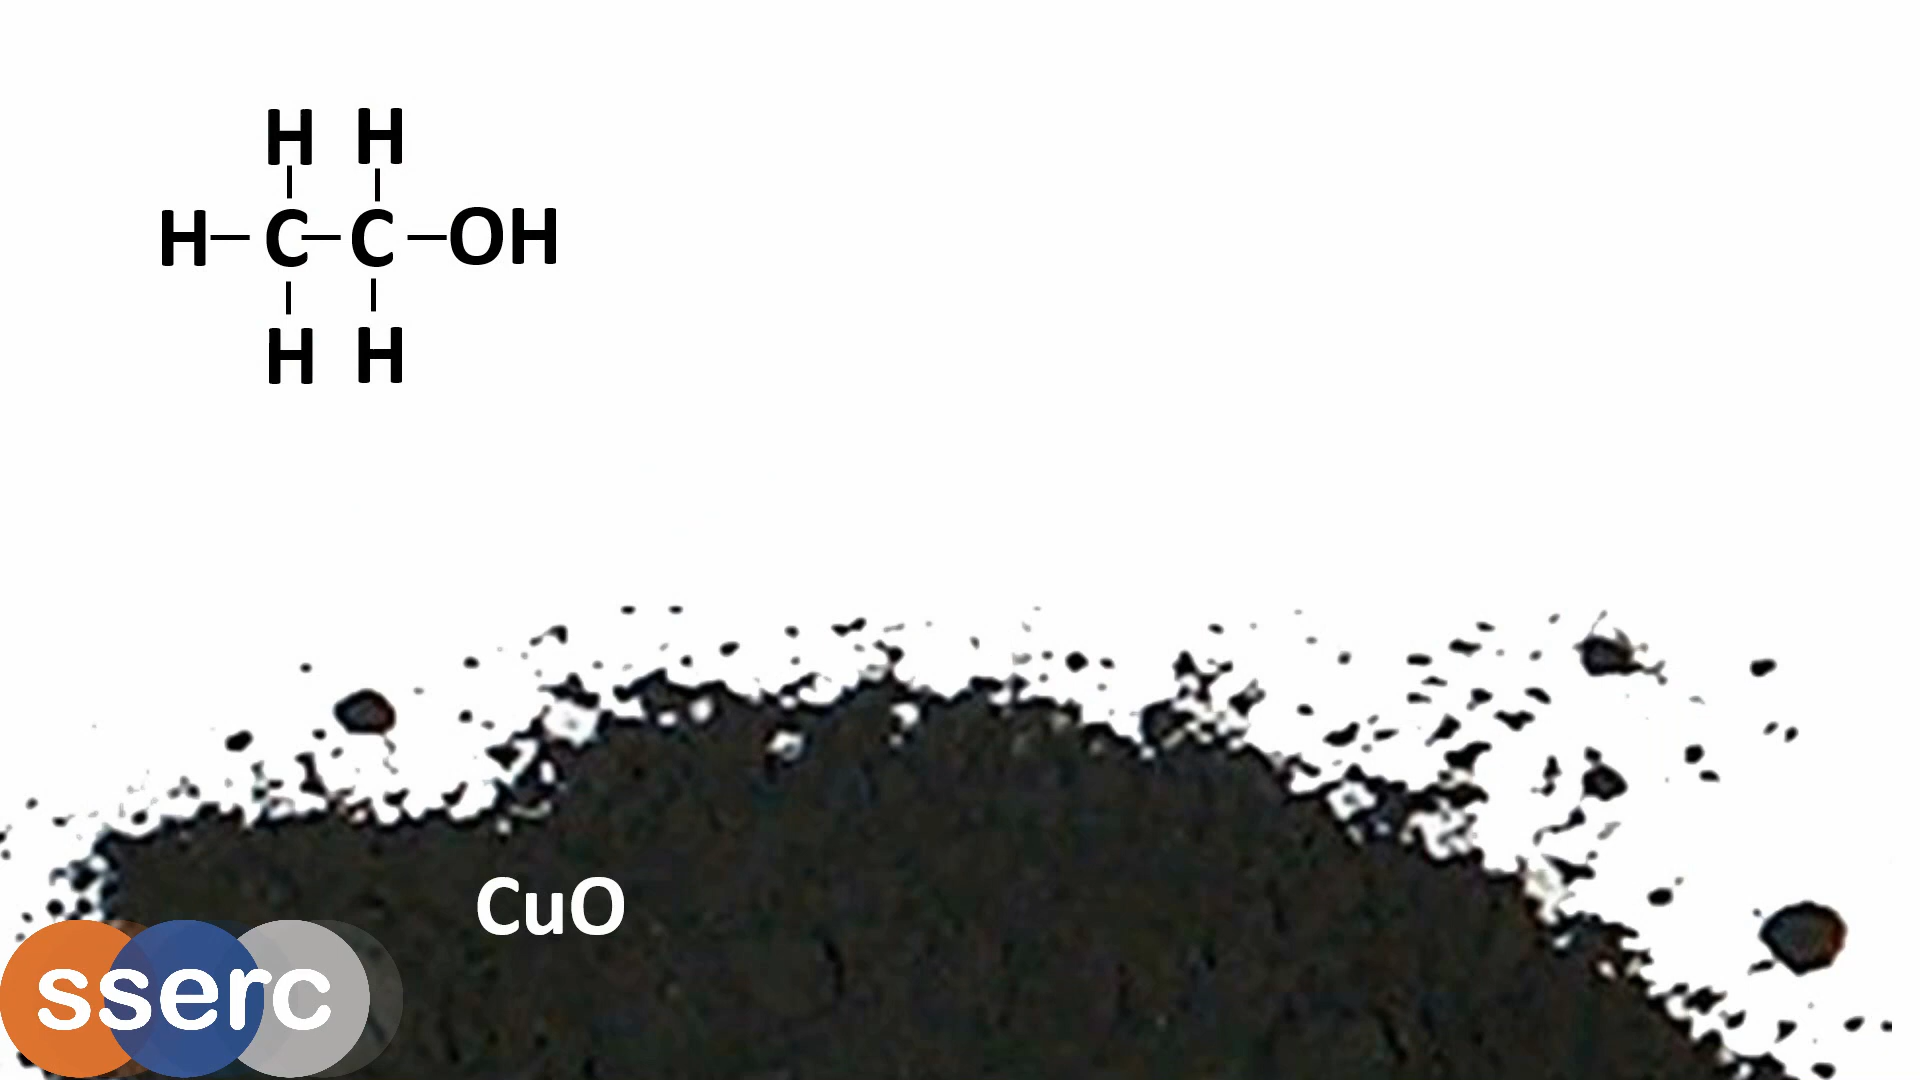 H H
H-C-C-OH
H H
CuO
sserc